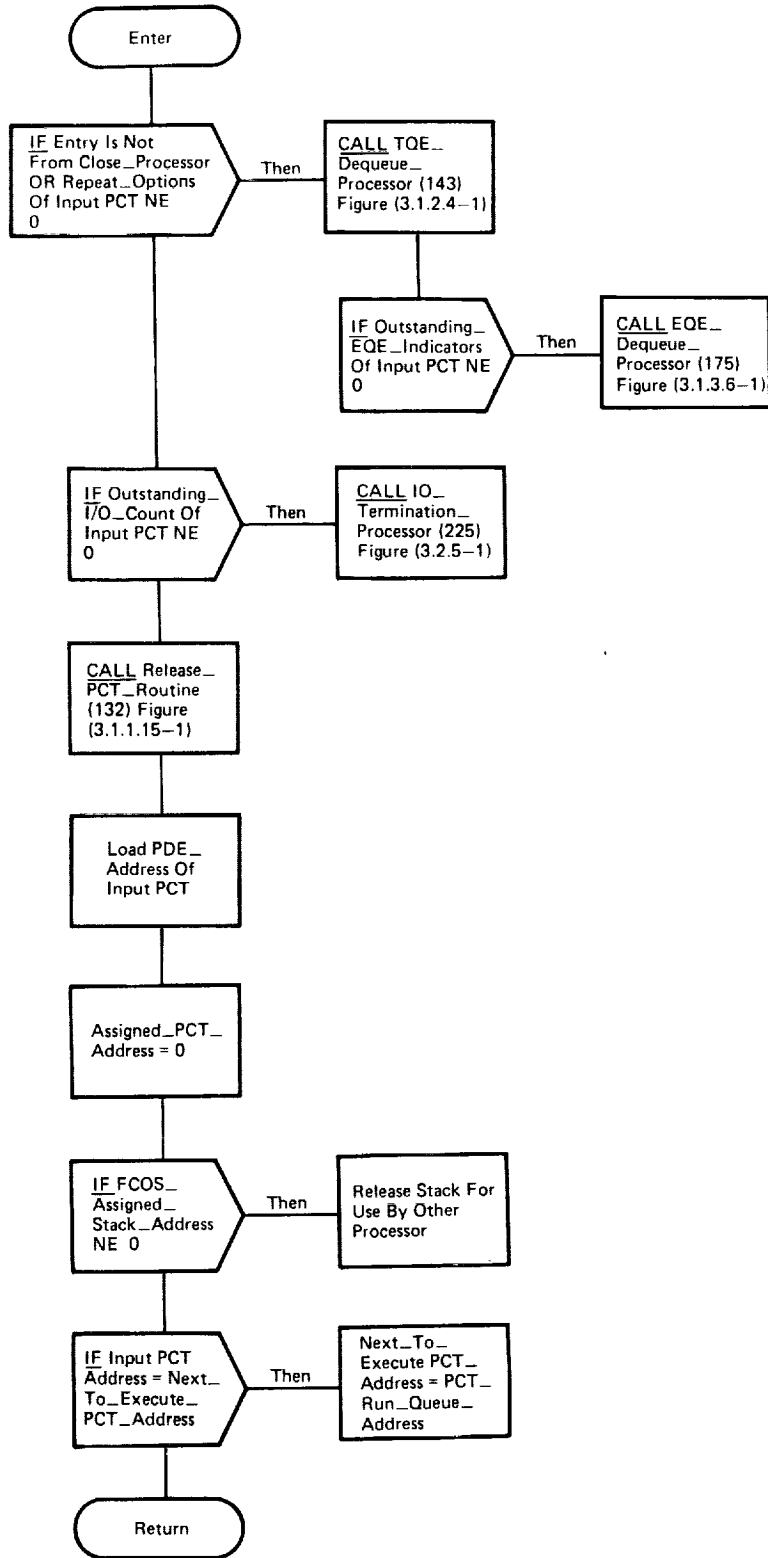 Enter
IF Entry Is Not
From Close_Processor
OR Repeat_Options
Of Input PCT NE
0
Then
CALL TQE_
Dequeue_
Processor (143)
Figure (3.1.2.4-1)
IF Outstanding_
EQE_Indicators
Of Input PCT NE
0
Then
CALL EQE_
Dequeue_
Processor (175)
Figure (3.1.3.6-1)
IF Outstanding_
I/O_Count Of
Input PCT NE
0
Then
CALL IO_
Termination_
Processor (225)
Figure (3.2.5-1)
CALL Release_
PCT_Routine
(132) Figure
(3.1.1.15-1)
Load PDE_
Address Of
Input PCT
Assigned_PCT_
Address = 0
IF FCOS_
Assigned_
Stack_Address
NE 0
Then
Release Stack For
Use By Other
Processor
IF Input PCT
Address = Next_
To_Execute_
PCT_Address
Then
Next_To_
Execute PCT_
Address = PCT_
Run_Queue_
Address
Return